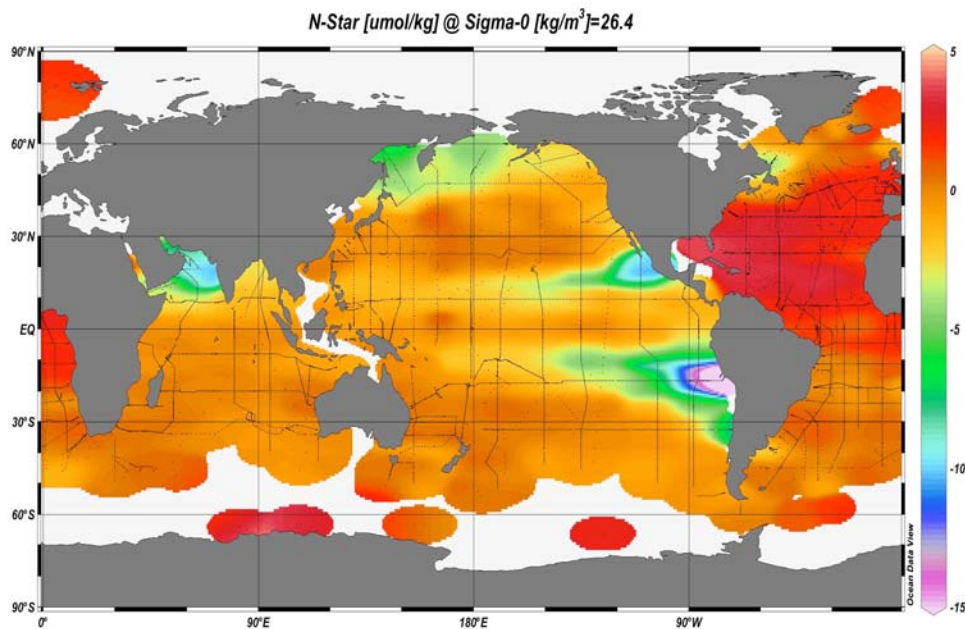 N-Star [umol/kg] @ Sigma-0 [kg/m³]=26.4
90°N
60°N
30°N
EQ
30°S
60°S
90°S
0°
90°E
180°E
90°W
0°
5
0
-5
-10
-15
Ocean Data View